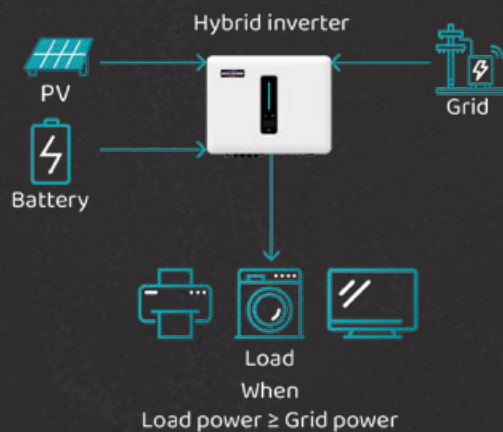 Hybrid inverter
PV
Grid
Battery
Load
When
Load power ≥ Grid power